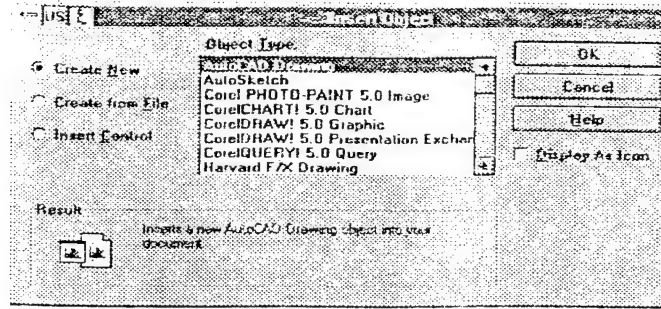 Insert Object
Object Type:
Create New
Create from File
Insert Control
AutoCAD Drawing
AutoSketch
Corel PHOTO-PAINT 5.0 Image
CorelCHART! 5.0 Chart
CorelDRAW! 5.0 Graphic
CorelDRAW! 5.0 Presentation Exchan
CorelQUERY! 5.0 Query
Harvard F/X Drawing
OK
Cancel
Help
Display As Icon
Result
Inserts a new AutoCAD Drawing object into your
document.